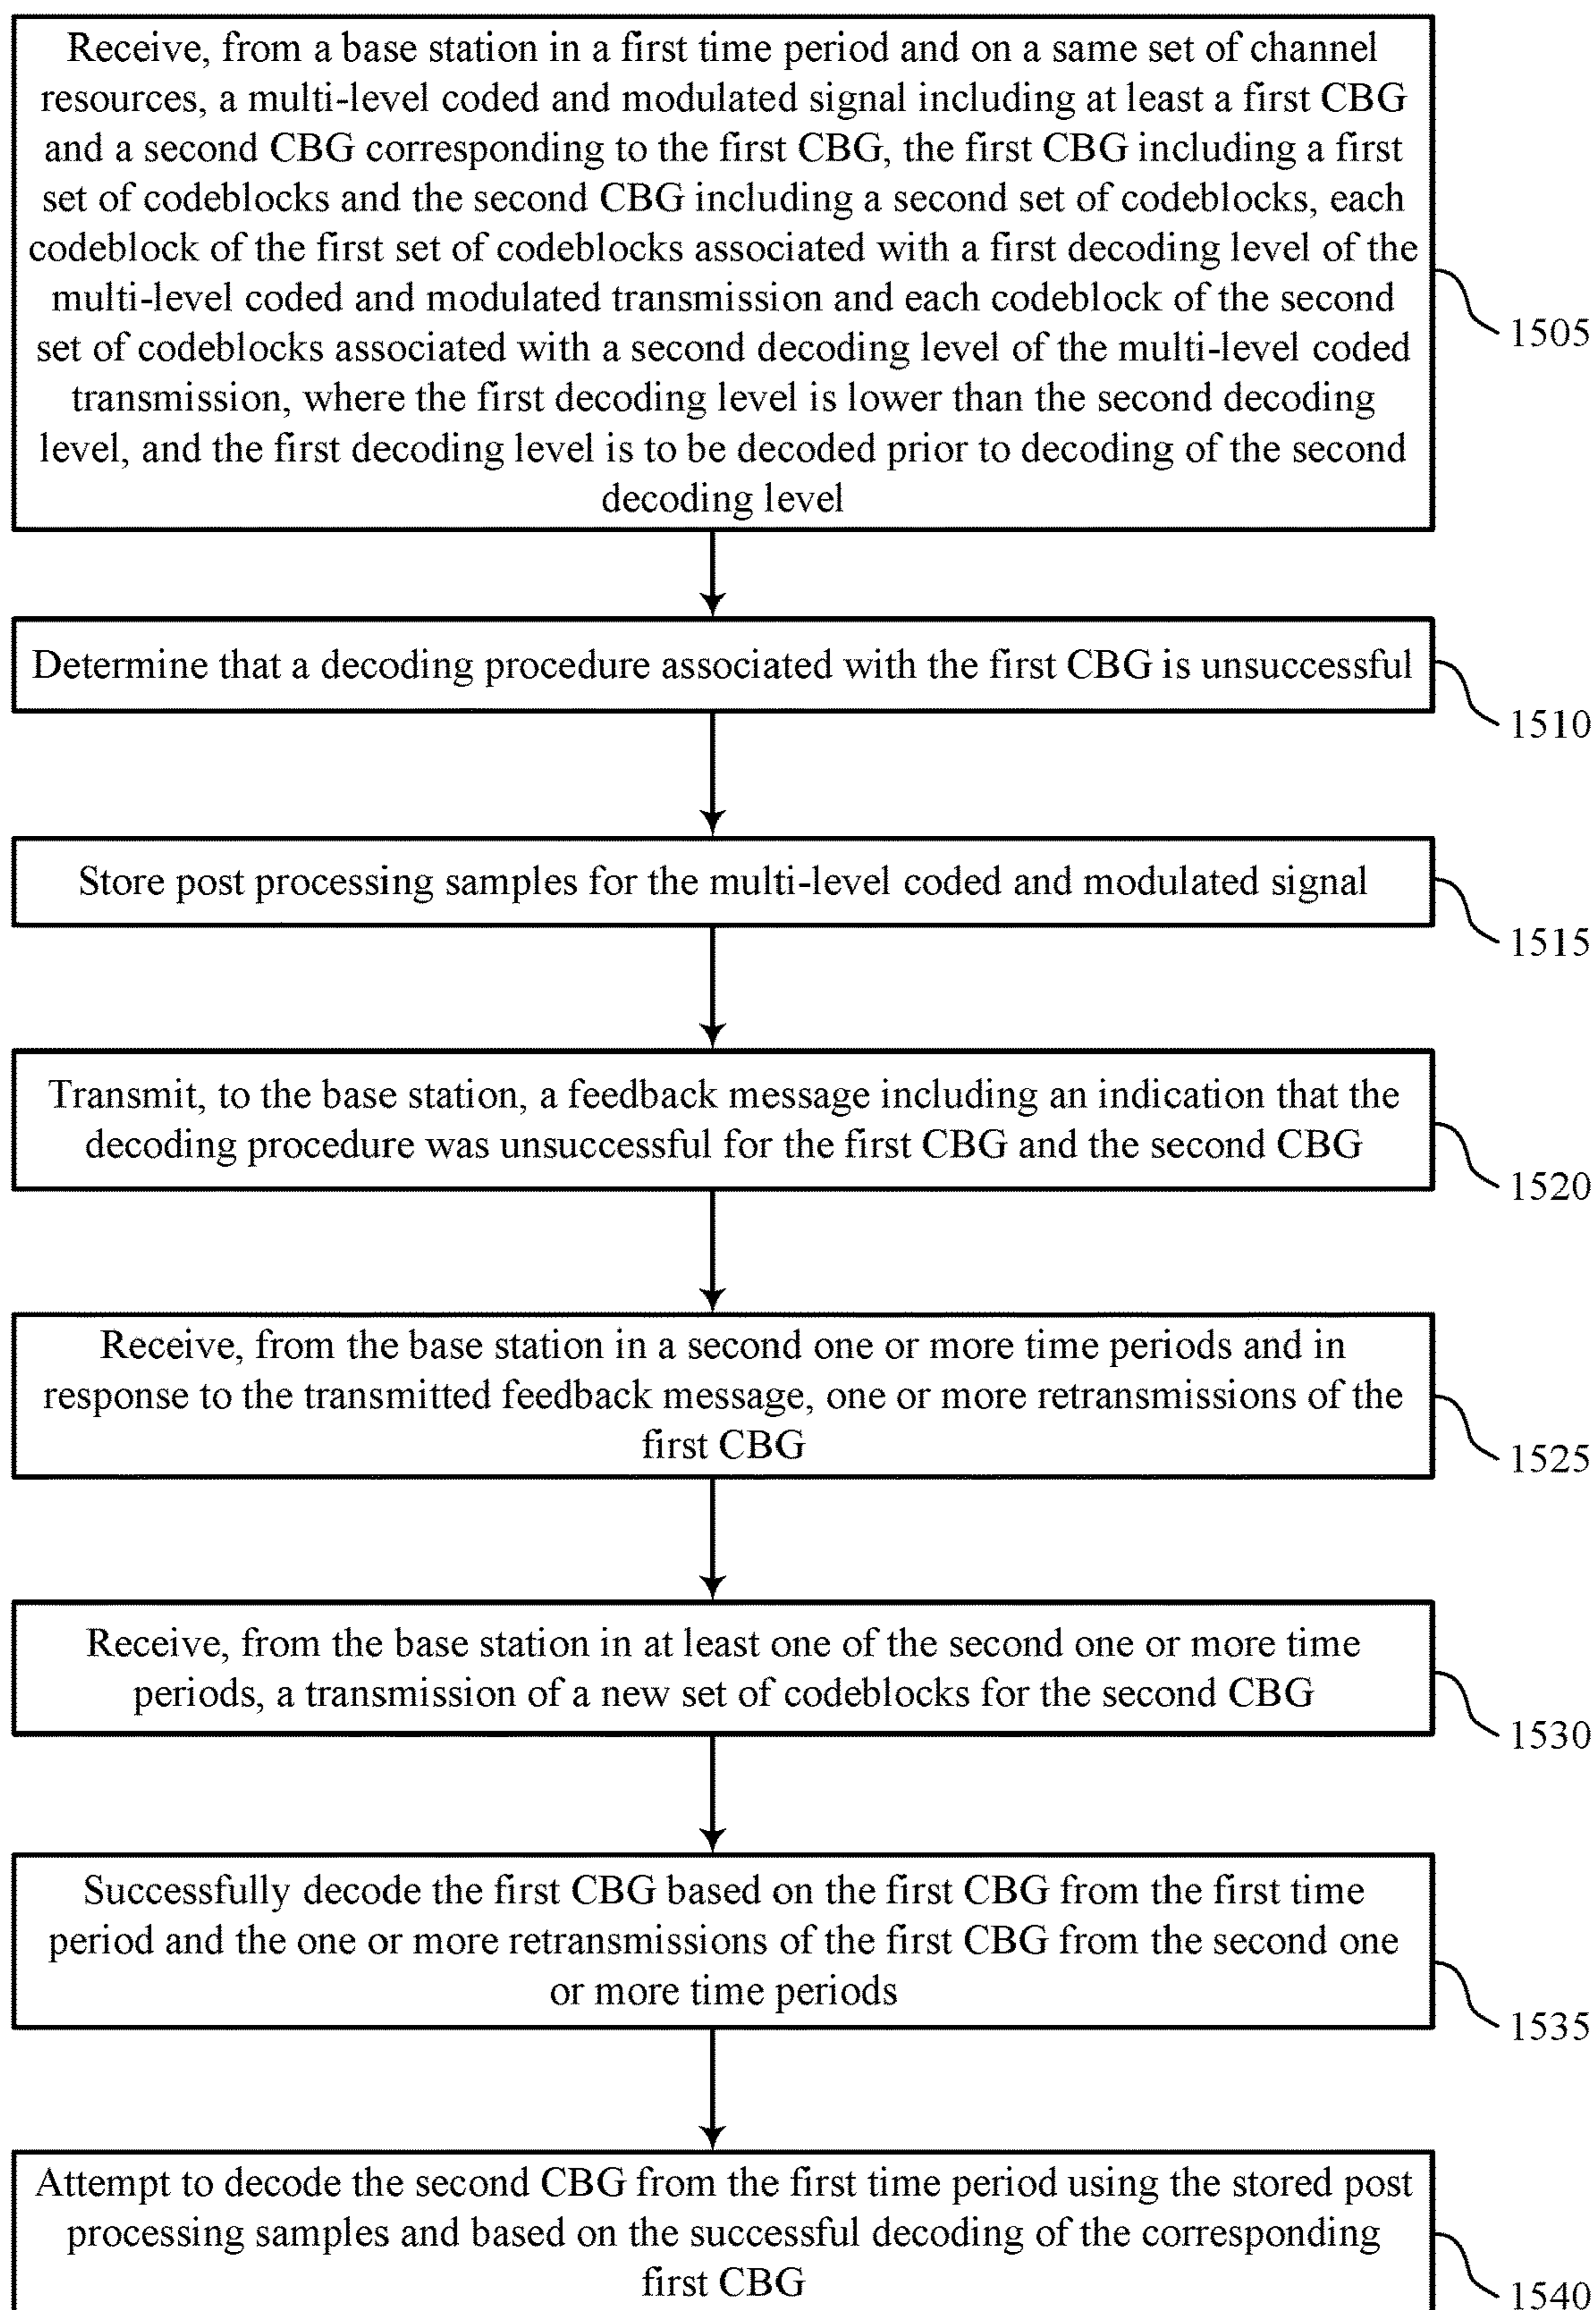 Receive, from a base station in a first time period and on a same set of channel
resources, a multi-level coded and modulated signal including at least a first CBG
and a second CBG corresponding to the first CBG, the first CBG including a first
set of codeblocks and the second CBG including a second set of codeblocks, each
codeblock of the first set of codeblocks associated with a first decoding level of the
multi-level coded and modulated transmission and each codeblock of the second
set of codeblocks associated with a second decoding level of the multi-level coded
transmission, where the first decoding level is lower than the second decoding
level, and the first decoding level is to be decoded prior to decoding of the second
decoding level
1505
Determine that a decoding procedure associated with the first CBG is unsuccessful
1510
Store post processing samples for the multi-level coded and modulated signal
1515
Transmit, to the base station, a feedback message including an indication that the
decoding procedure was unsuccessful for the first CBG and the second CBG
1520
Receive, from the base station in a second one or more time periods and in
response to the transmitted feedback message, one or more retransmissions of the
first CBG
1525
Receive, from the base station in at least one of the second one or more time
periods, a transmission of a new set of codeblocks for the second CBG
1530
Successfully decode the first CBG based on the first CBG from the first time
period and the one or more retransmissions of the first CBG from the second one
or more time periods
1535
Attempt to decode the second CBG from the first time period using the stored post
processing samples and based on the successful decoding of the corresponding
first CBG
1540